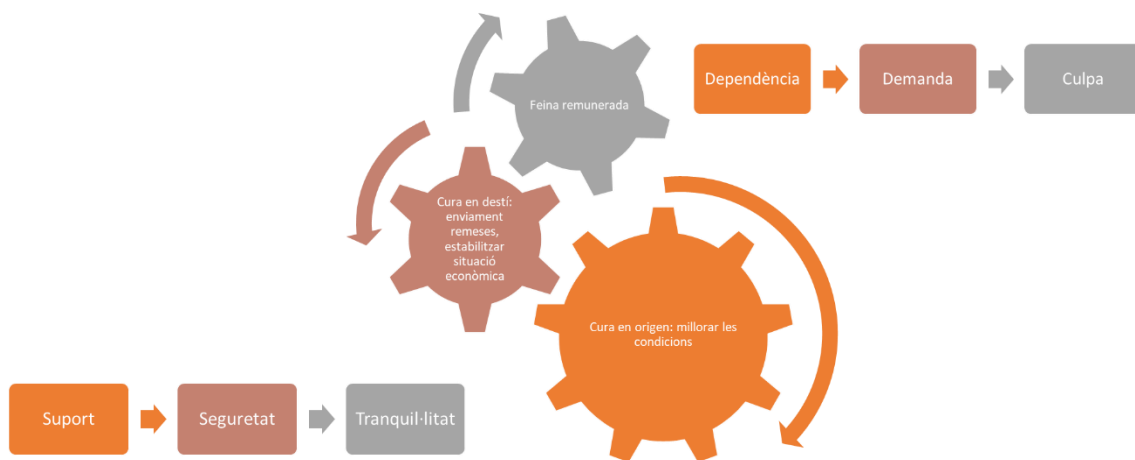 Feina remunerada
Dependència
Demanda
Culpa
Cura en destí:
enviament
remeses,
estabilitzar
situació
econòmica
Cura en origen: millorar les
condicions
Suport
Seguretat
Tranquil·litat